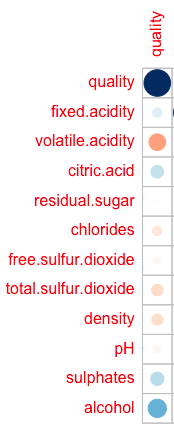 quality
quality
fixed.acidity
volatile.acidity
citric.acid
residual.sugar
chlorides
free.sulfur.dioxide
total.sulfur.dioxide
density
pH
sulphates
alcohol